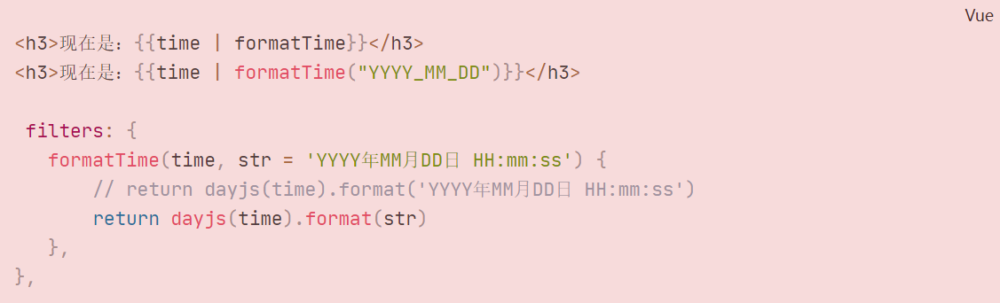 Vue
<h3>现在是：{{time | formatTime}}</h3>
<h3>现在是：{{time | formatTime("YYYY_MM_DD")}}</h3>
filters: {
formatTime(time, str = 'YYYY年MM月DD日 HH:mm:ss') {
// return dayjs(time).format('YYYY年MM月DD日 HH:mm:ss')
return dayjs(time).format(str)
},
},